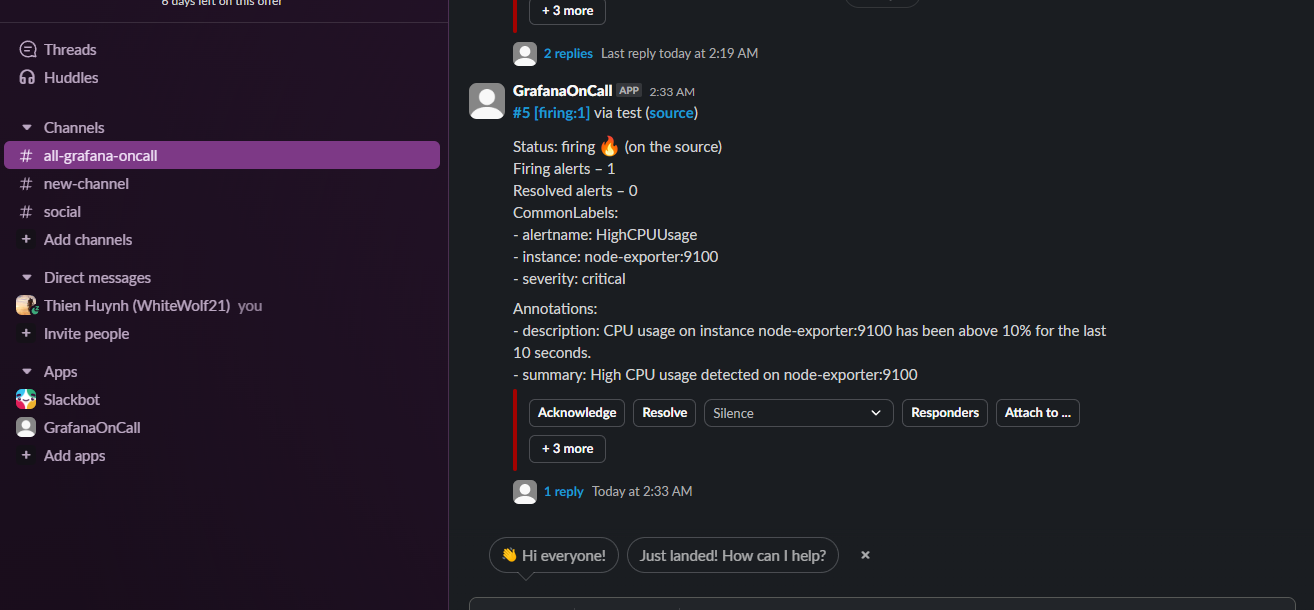 6 days left on this offer
Threads
Huddles
Channels
# all-grafana-oncall
# new-channel
# social
+ Add channels
Direct messages
Thien Huynh (WhiteWolf21) you
+ Invite people
Apps
Slackbot
GrafanaOnCall
+ Add apps
+ 3 more
2 replies Last reply today at 2:19 AM
GrafanaOnCall APP 2:33 AM
#5 [firing:1] via test (source)
Status: firing 🔥 (on the source)
Firing alerts – 1
Resolved alerts – 0
CommonLabels:
- alertname: HighCPUUsage
- instance: node-exporter:9100
- severity: critical
Annotations:
- description: CPU usage on instance node-exporter:9100 has been above 10% for the last
10 seconds.
- summary: High CPU usage detected on node-exporter:9100
Acknowledge Resolve Silence Responders Attach to ...
+ 3 more
1 reply Today at 2:33 AM
👋 Hi everyone! Just landed! How can I help? ×